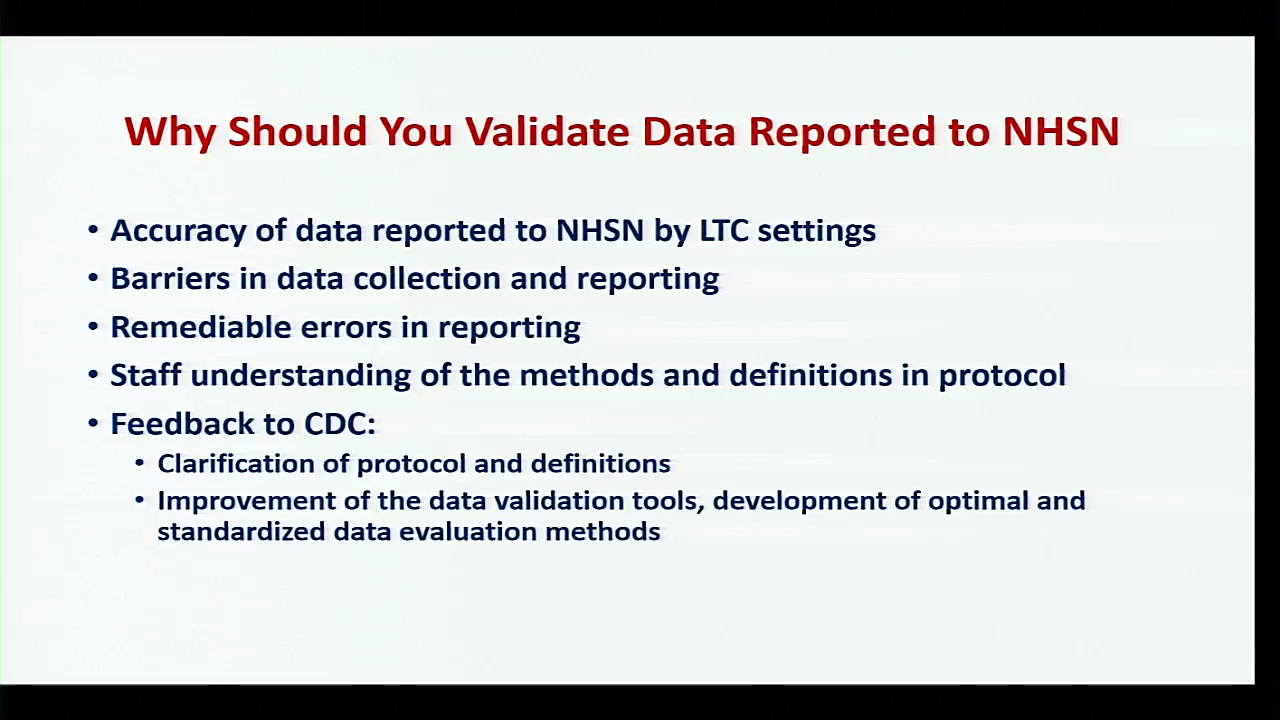 Why Should You Validate Data Reported to NHSN
• Accuracy of data reported to NHSN by LTC settings
• Barriers in data collection and reporting
• Remediable errors in reporting
• Staff understanding of the methods and definitions in protocol
• Feedback to CDC:
• Clarification of protocol and definitions
• Improvement of the data validation tools, development of optimal and
standardized data evaluation methods